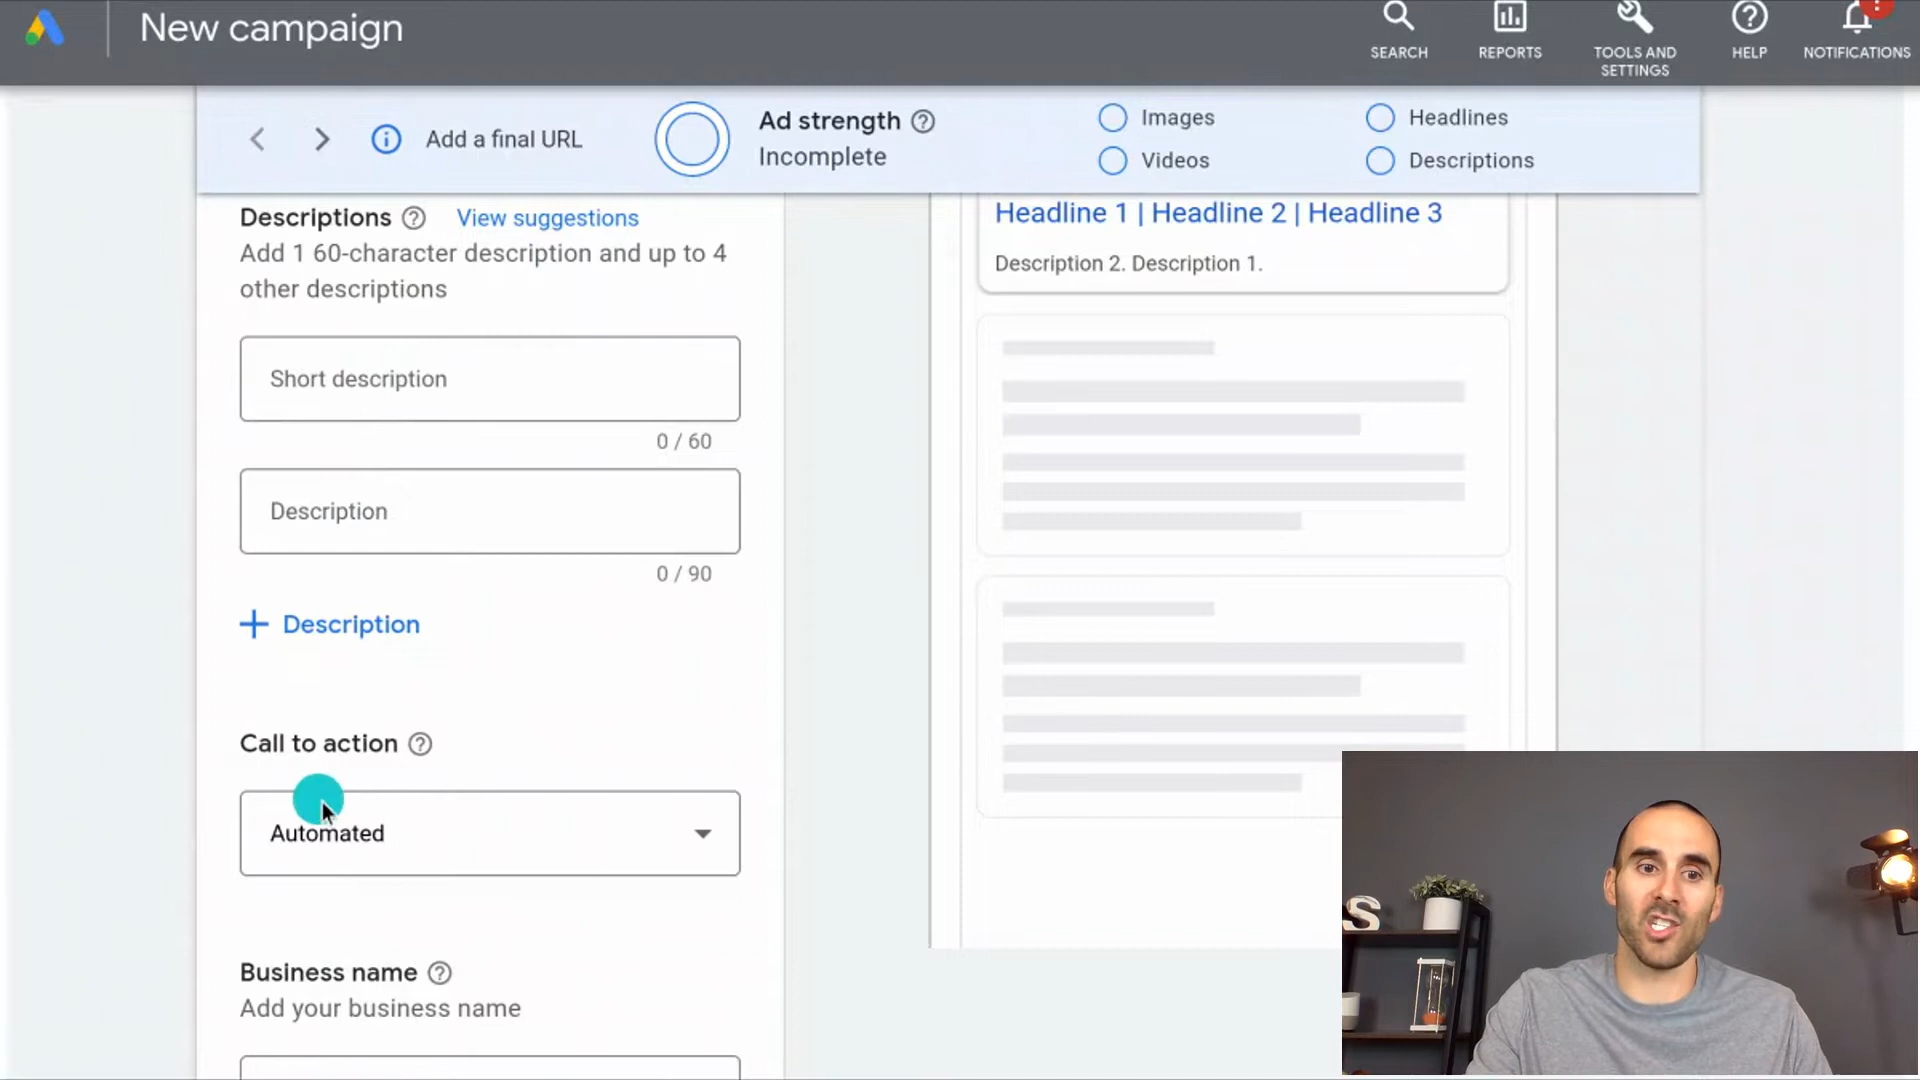 New campaign
SEARCH
REPORTS
TOOLS AND
SETTINGS
HELP
NOTIFICATIONS
!
Add a final URL
Ad strength
Incomplete
Images
Videos
Headlines
Descriptions
Descriptions
View suggestions
Add 1 60-character description and up to 4
other descriptions
Short description
0 / 60
Description
0 / 90
+ Description
Call to action
Automated
Business name
Add your business name
Headline 1 | Headline 2 | Headline 3
Description 2. Description 1.
S